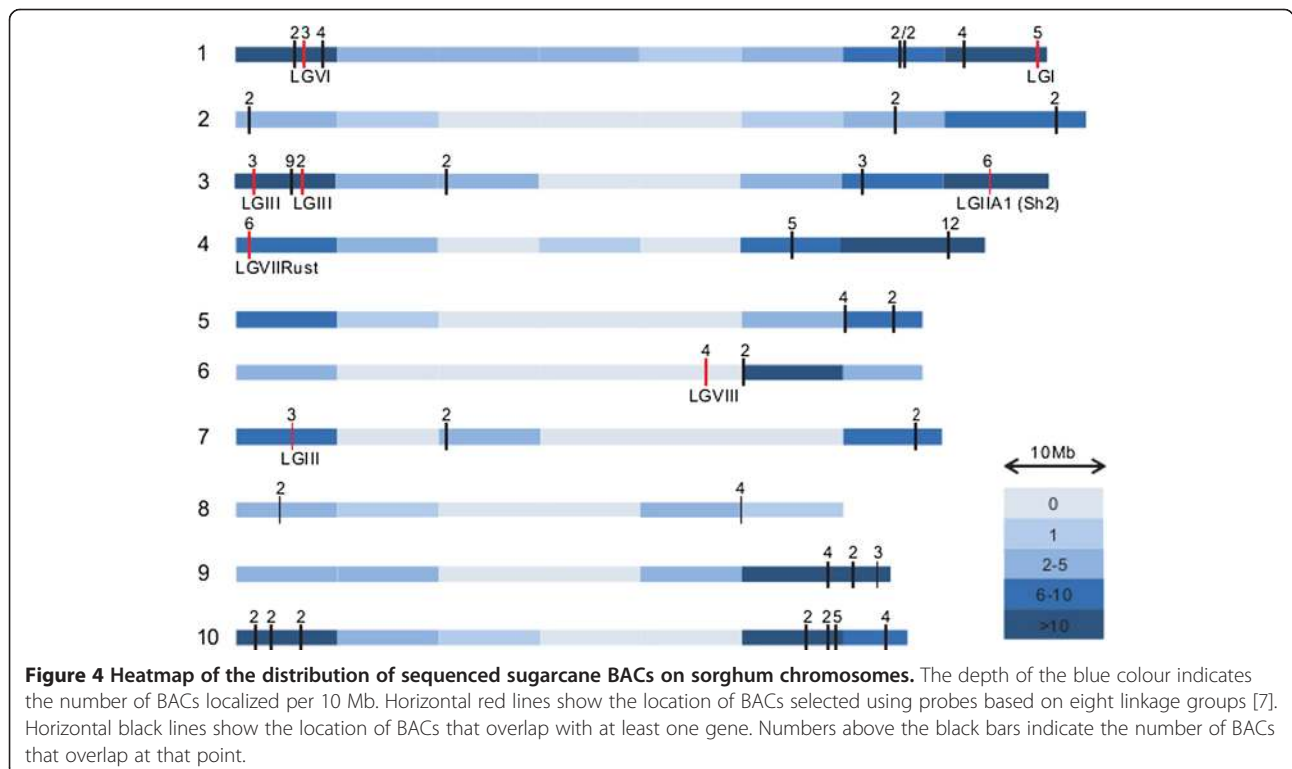 2 3 4 2/2 4 5
1
LGVI LGI
2 2 2
2
3 9 2 2 3 6
3
LGIII LGIII LGIIA1 (Sh2)
6 5 12
4
LGVIIRust
4 2
5
4 2
6
LGVIII
3 2 2
7
LGIII
10Mb
2 4
8
0
1
4 2 3
9
2-5
6-10
2 2 2 2 2 5 4
10
>10
Figure 4 Heatmap of the distribution of sequenced sugarcane BACs on sorghum chromosomes. The depth of the blue colour indicates
the number of BACs localized per 10 Mb. Horizontal red lines show the location of BACs selected using probes based on eight linkage groups [7].
Horizontal black lines show the location of BACs that overlap with at least one gene. Numbers above the black bars indicate the number of BACs
that overlap at that point.